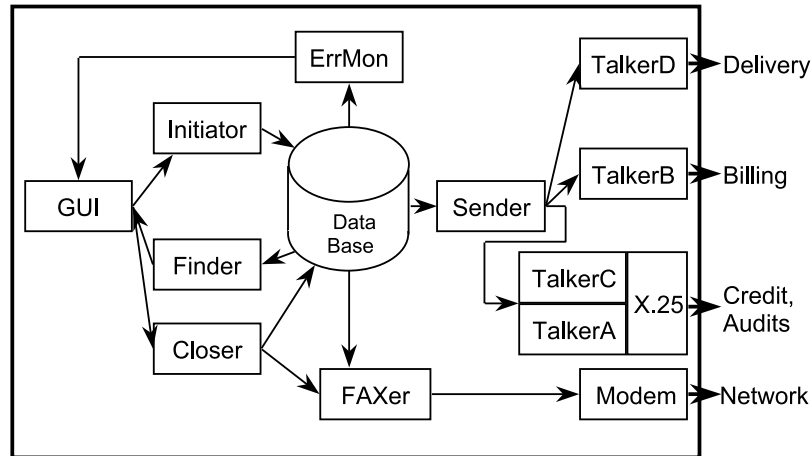 ErrMon
TalkerD
Delivery
Initiator
TalkerB
Billing
GUI
Data
Base
Sender
Finder
TalkerC
X.25
Credit,
Audits
TalkerA
Closer
FAXer
Modem
Network